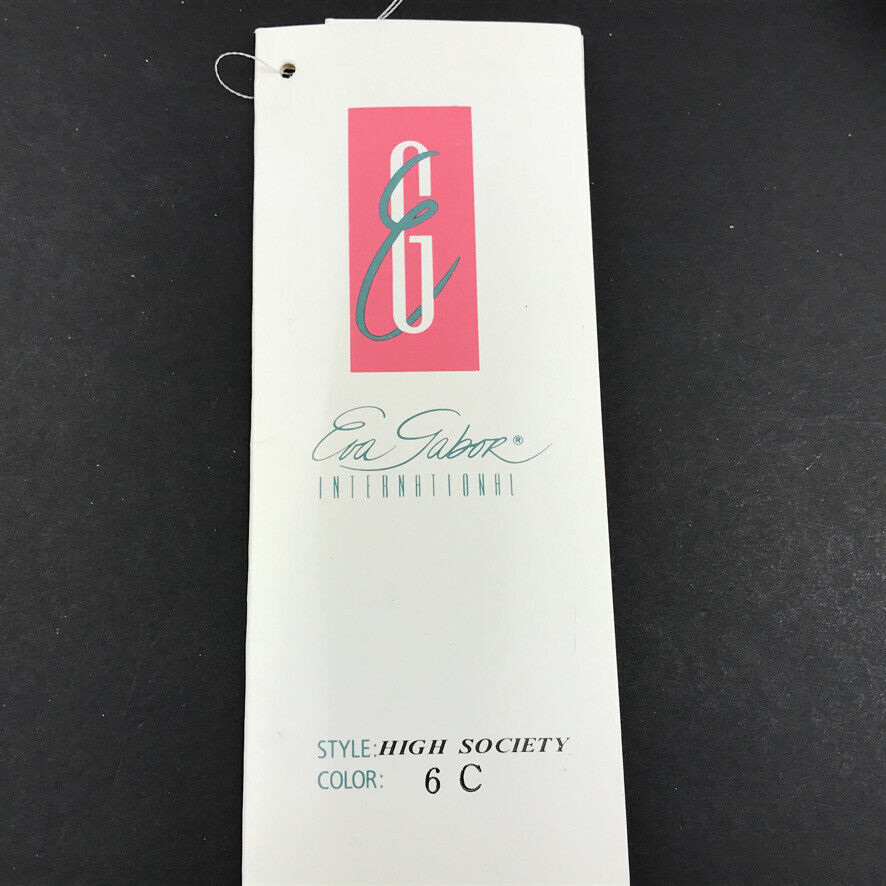 EG
Eva Gabor®
INTERNATIONAL
STYLE: HIGH SOCIETY
COLOR: 6 C